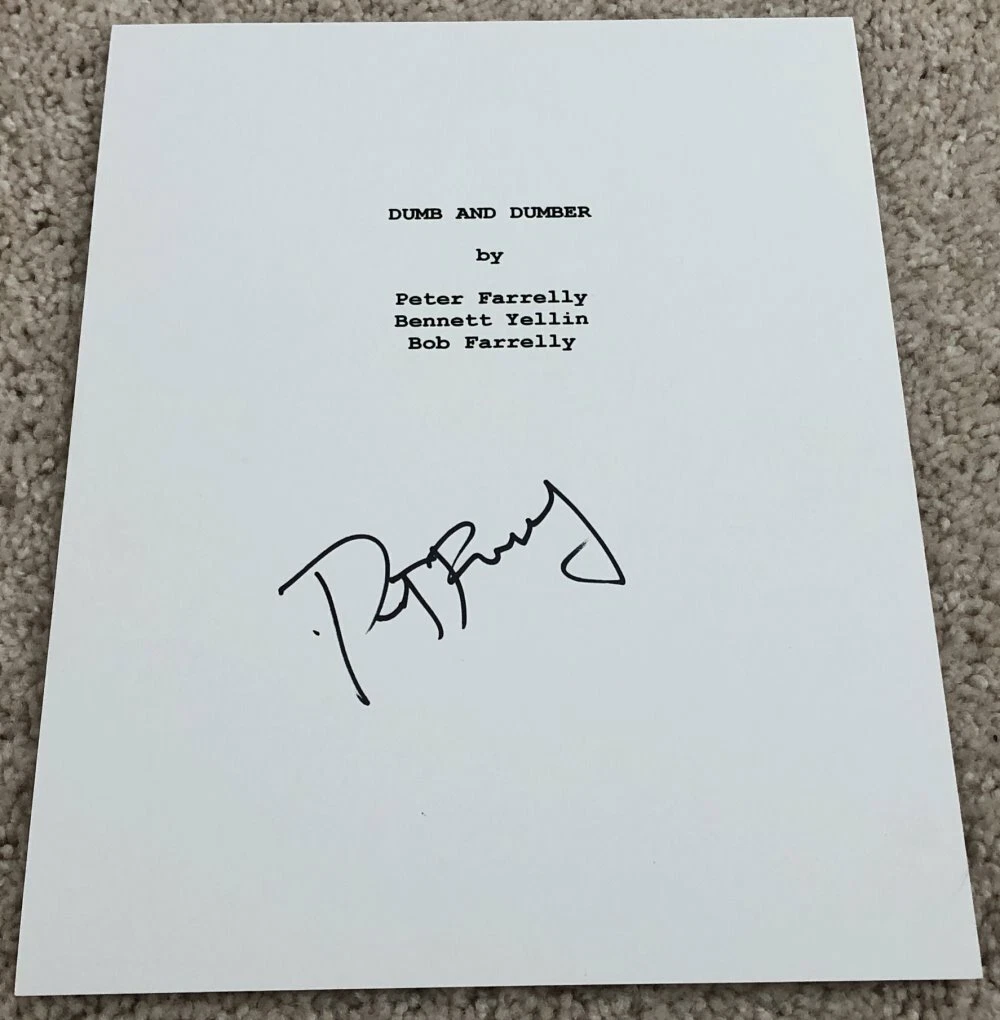 DUMB AND DUMBER
by
Peter Farrelly
Bennett Yellin
Bob Farrelly